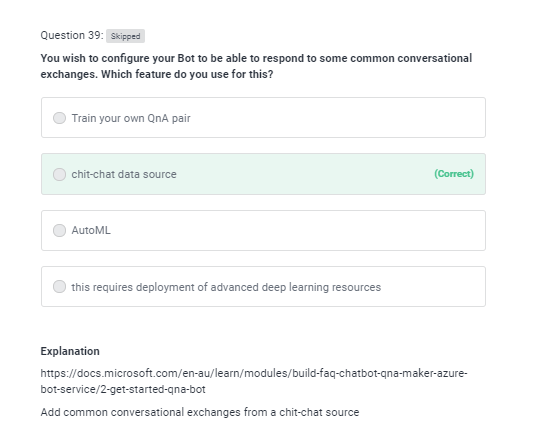 Question 39: Skipped
You wish to configure your Bot to be able to respond to some common conversational
exchanges. Which feature do you use for this?
Train your own QnA pair
chit-chat data source (Correct)
AutoML
this requires deployment of advanced deep learning resources
Explanation
https://docs.microsoft.com/en-au/learn/modules/build-faq-chatbot-qna-maker-azure-
bot-service/2-get-started-qna-bot
Add common conversational exchanges from a chit-chat source